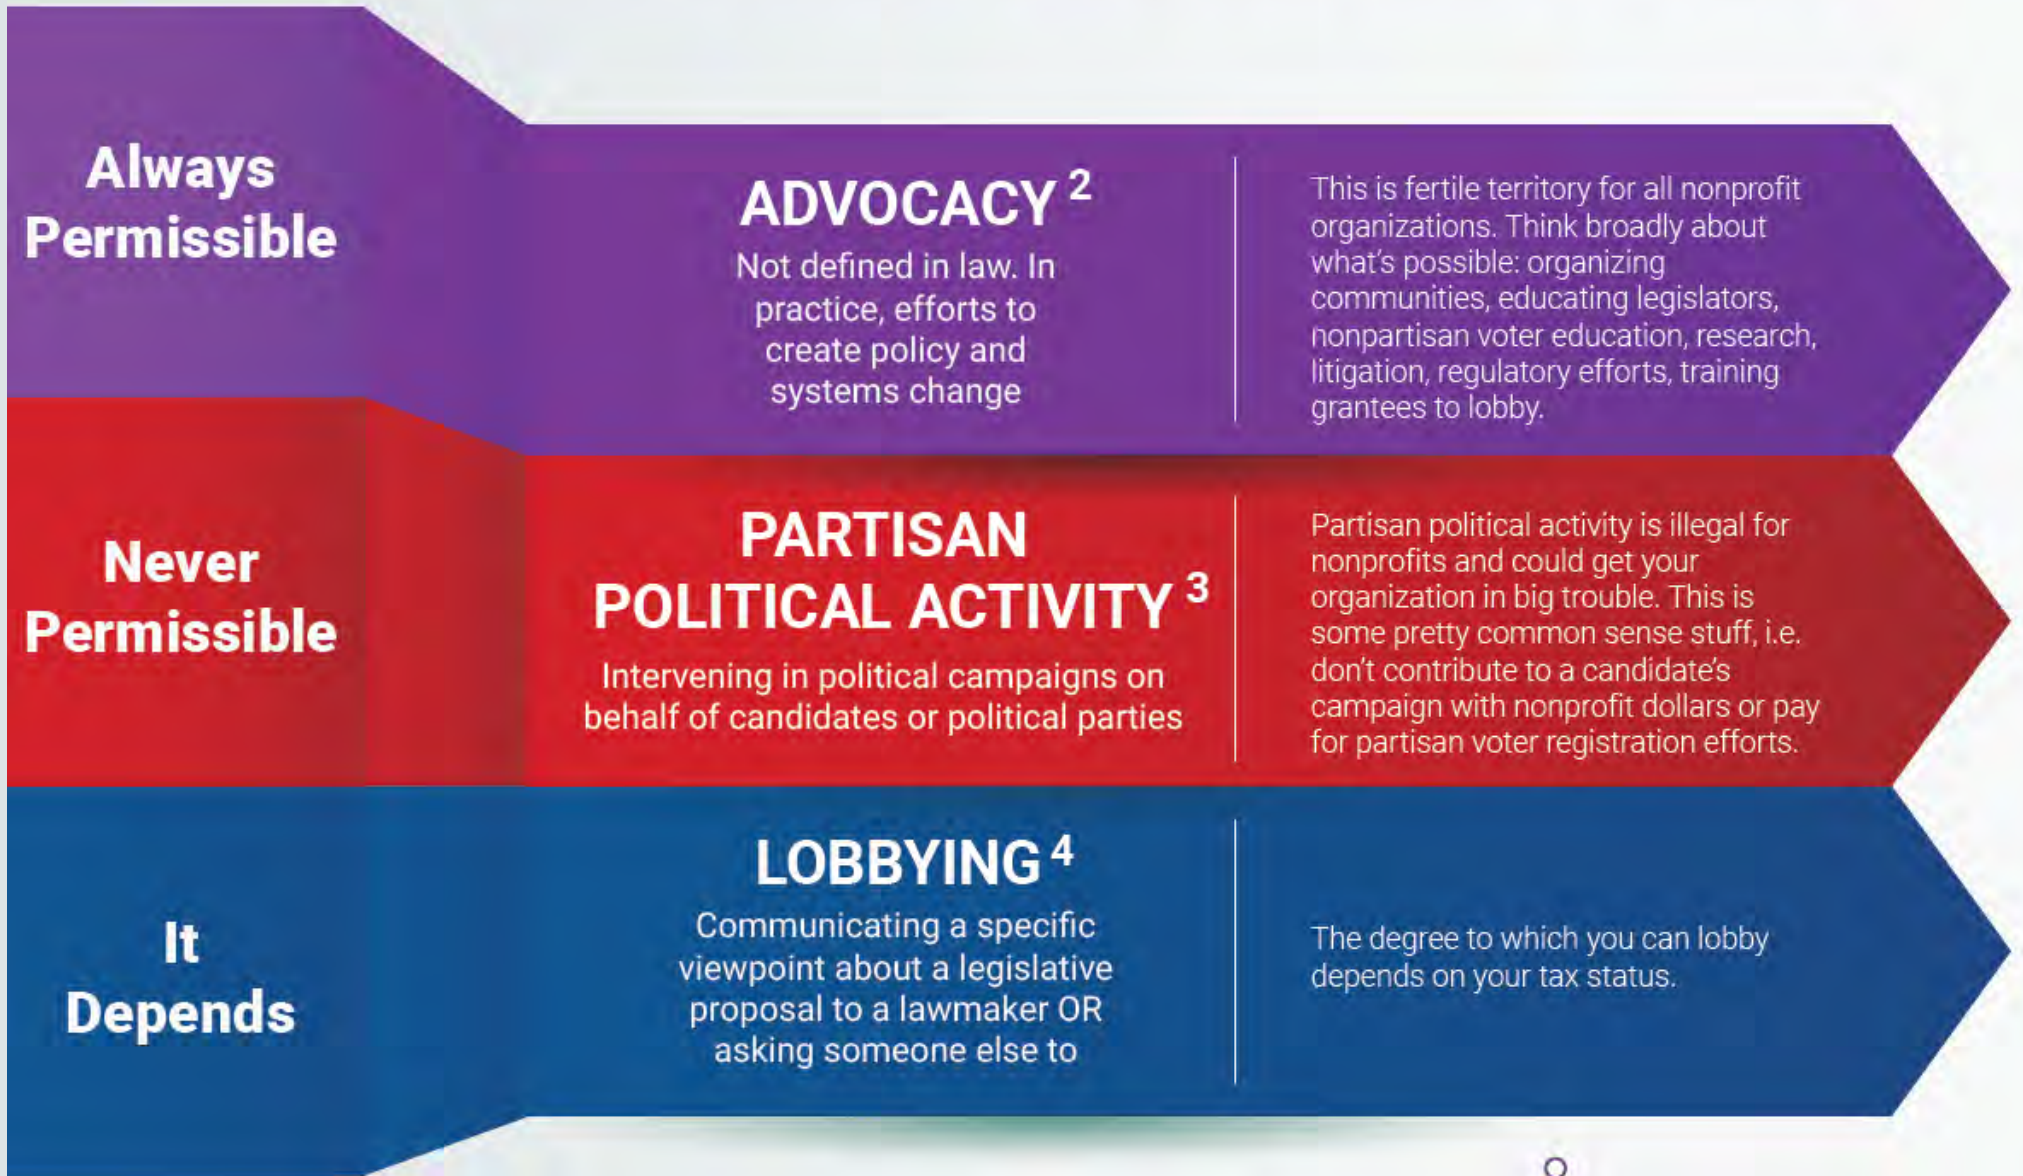 Always
Permissible
ADVOCACY 2
Not defined in law. In
practice, efforts to
create policy and
systems change
This is fertile territory for all nonprofit
organizations. Think broadly about
what's possible: organizing
communities, educating legislators,
nonpartisan voter education, research,
litigation, regulatory efforts, training
grantees to lobby.
Never
Permissible
PARTISAN
POLITICAL ACTIVITY 3
Intervening in political campaigns on
behalf of candidates or political parties
Partisan political activity is illegal for
nonprofits and could get your
organization in big trouble. This is
some pretty common sense stuff, i.e.
don't contribute to a candidate's
campaign with nonprofit dollars or pay
for partisan voter registration efforts.
It
Depends
LOBBYING 4
Communicating a specific
viewpoint about a legislative
proposal to a lawmaker OR
asking someone else to
The degree to which you can lobby
depends on your tax status.